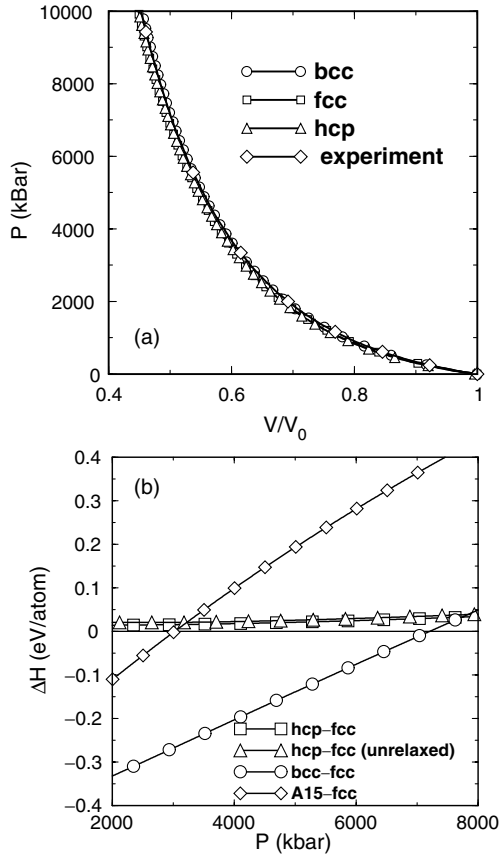 10000
8000
6000
4000
2000
0
P (kBar)
bcc
fcc
hcp
experiment
(a)
0.4 0.6 0.8 1
V/V₀
(b)
0.4
0.3
0.2
0.1
0
−0.1
−0.2
−0.3
−0.4
ΔH (eV/atom)
hcp−fcc
hcp−fcc (unrelaxed)
bcc−fcc
A15−fcc
2000 4000 6000 8000
P (kbar)